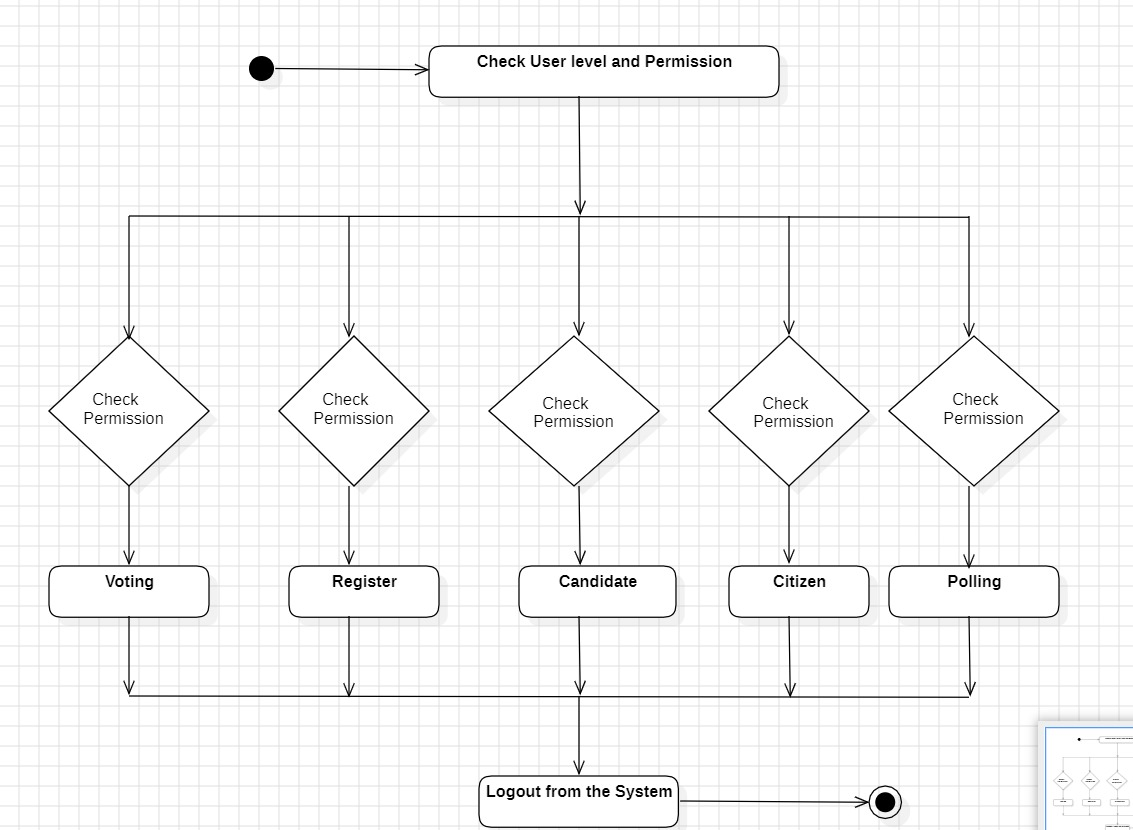 Check User level and Permission
Check
Permission
Check
Permission
Check
Permission
Check
Permission
Check
Permission
Voting
Register
Candidate
Citizen
Polling
Logout from the System